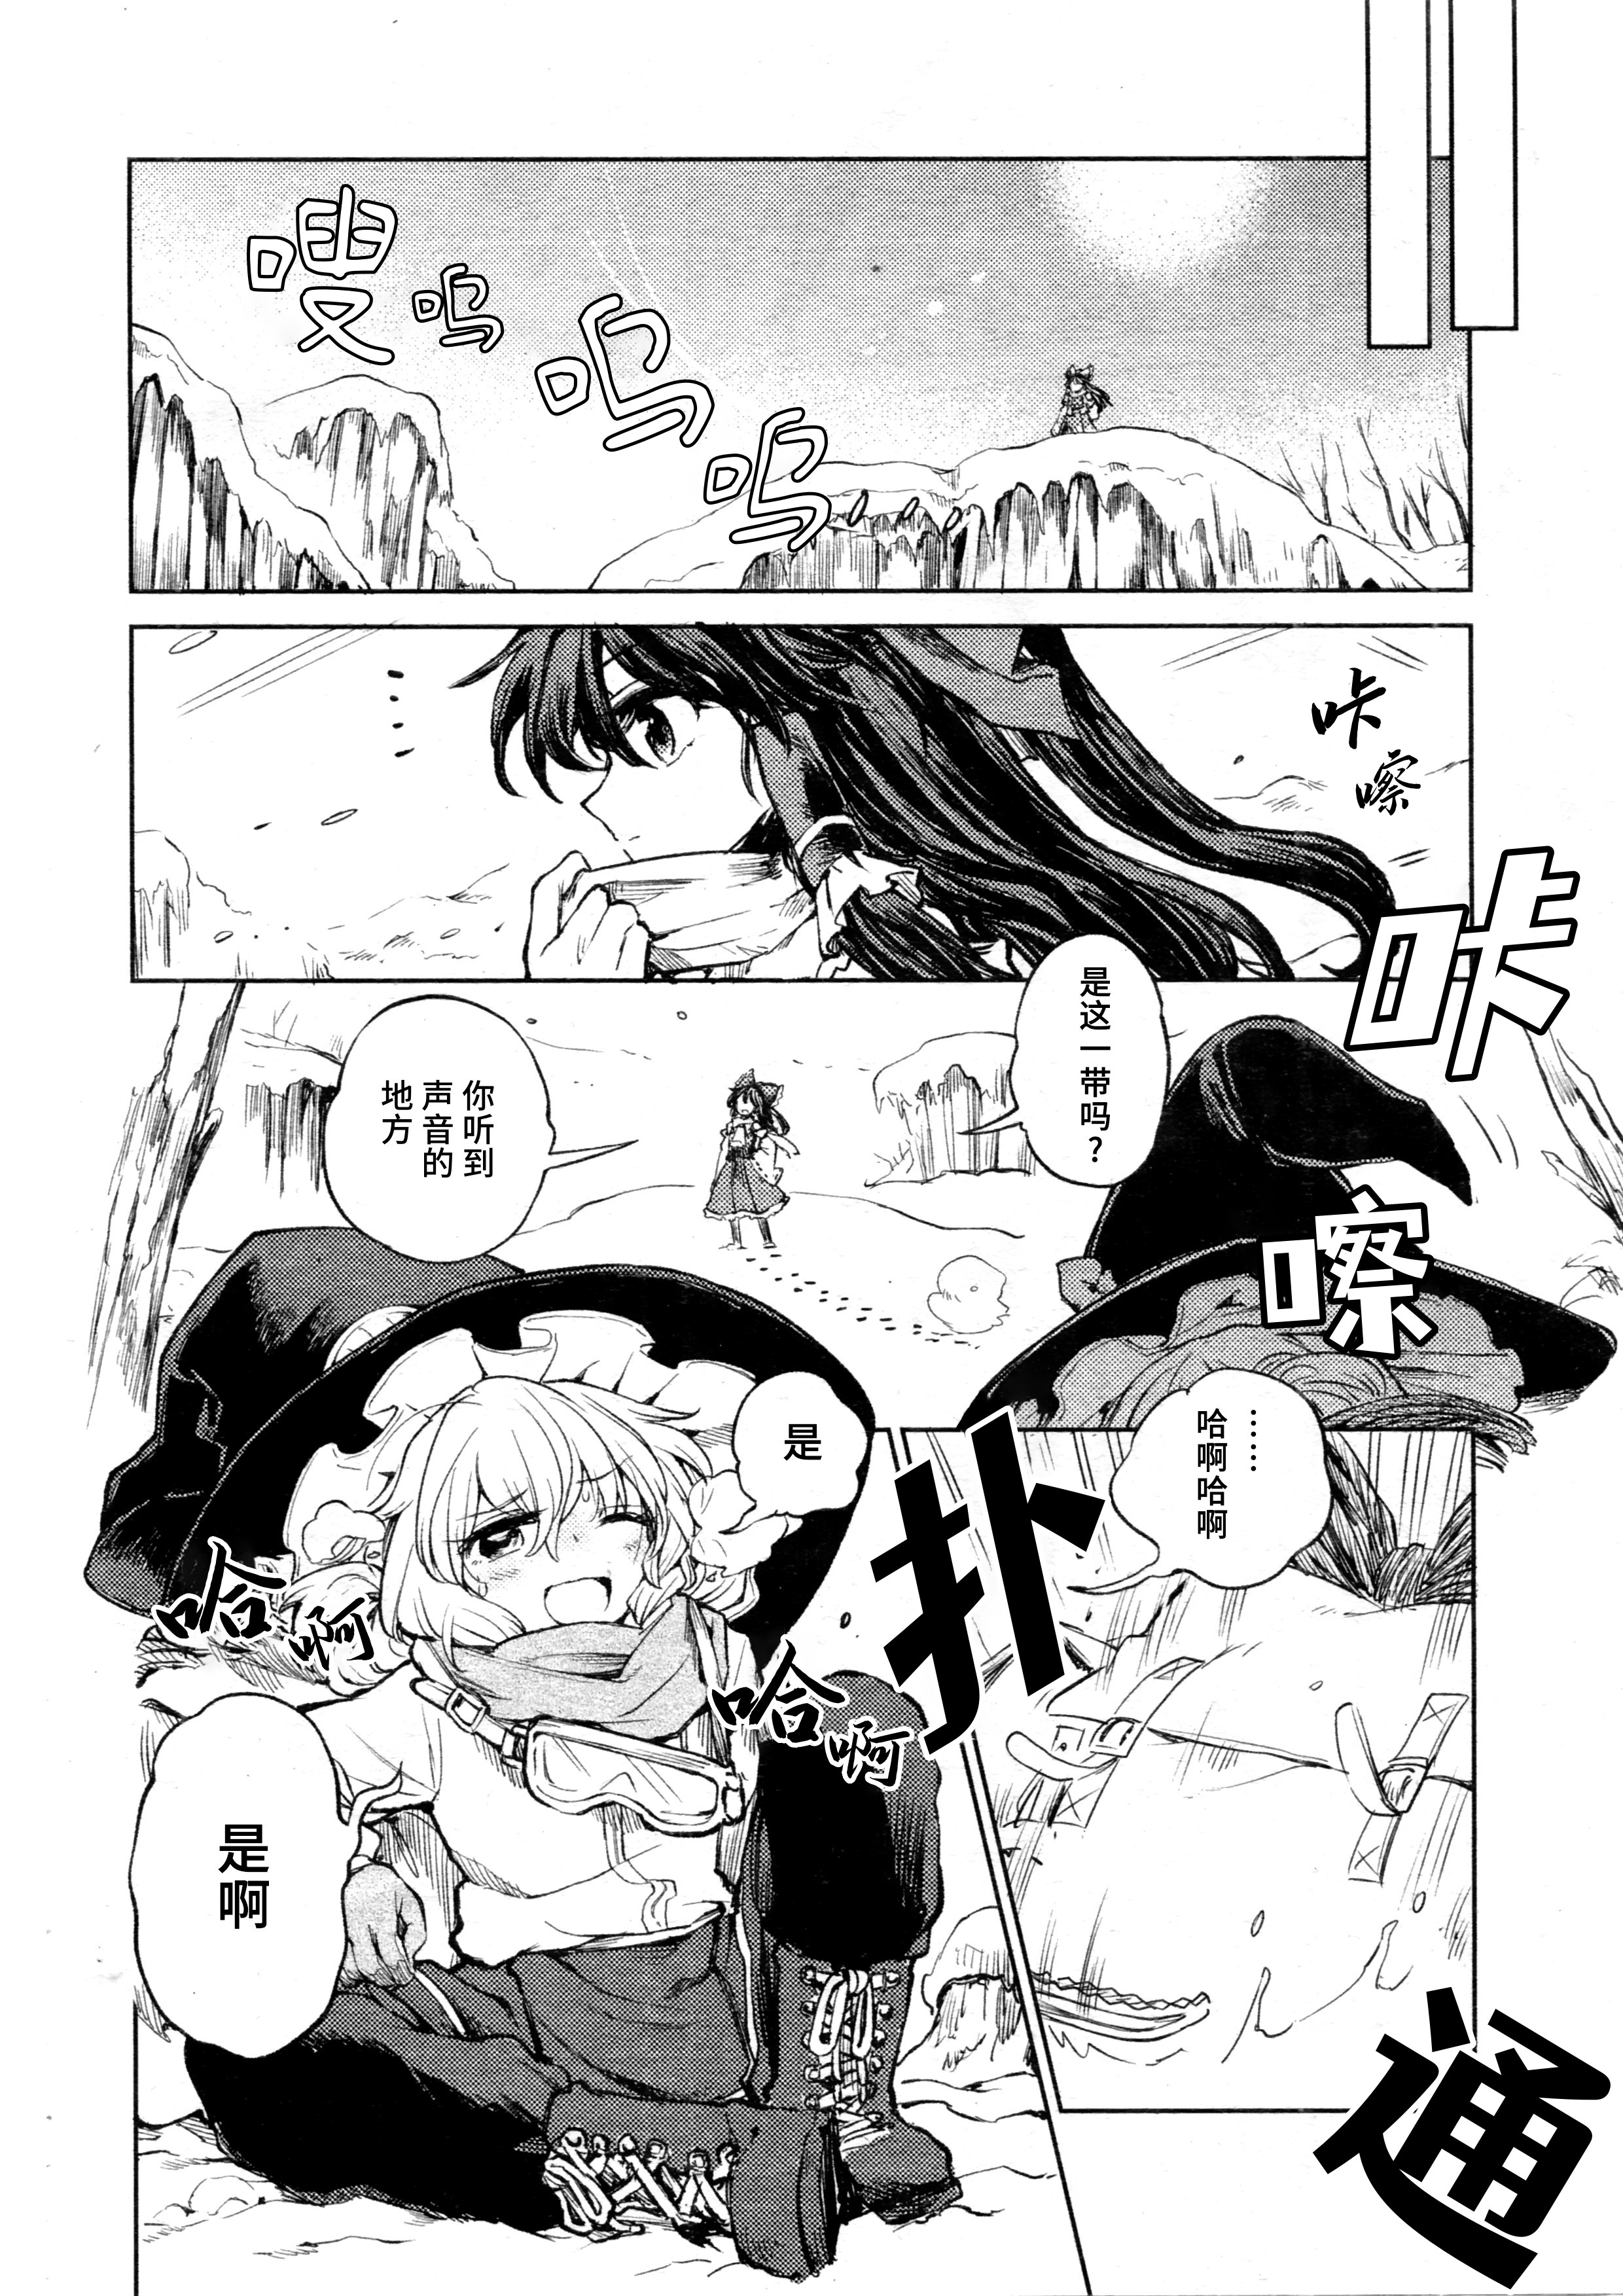 嗖
呜
呜
呜
咔
嚓
咔
嚓
是这一带吗？
你听到
声音的
地方
……
哈啊哈啊
扑
通
是
哈
啊
哈
啊
是啊